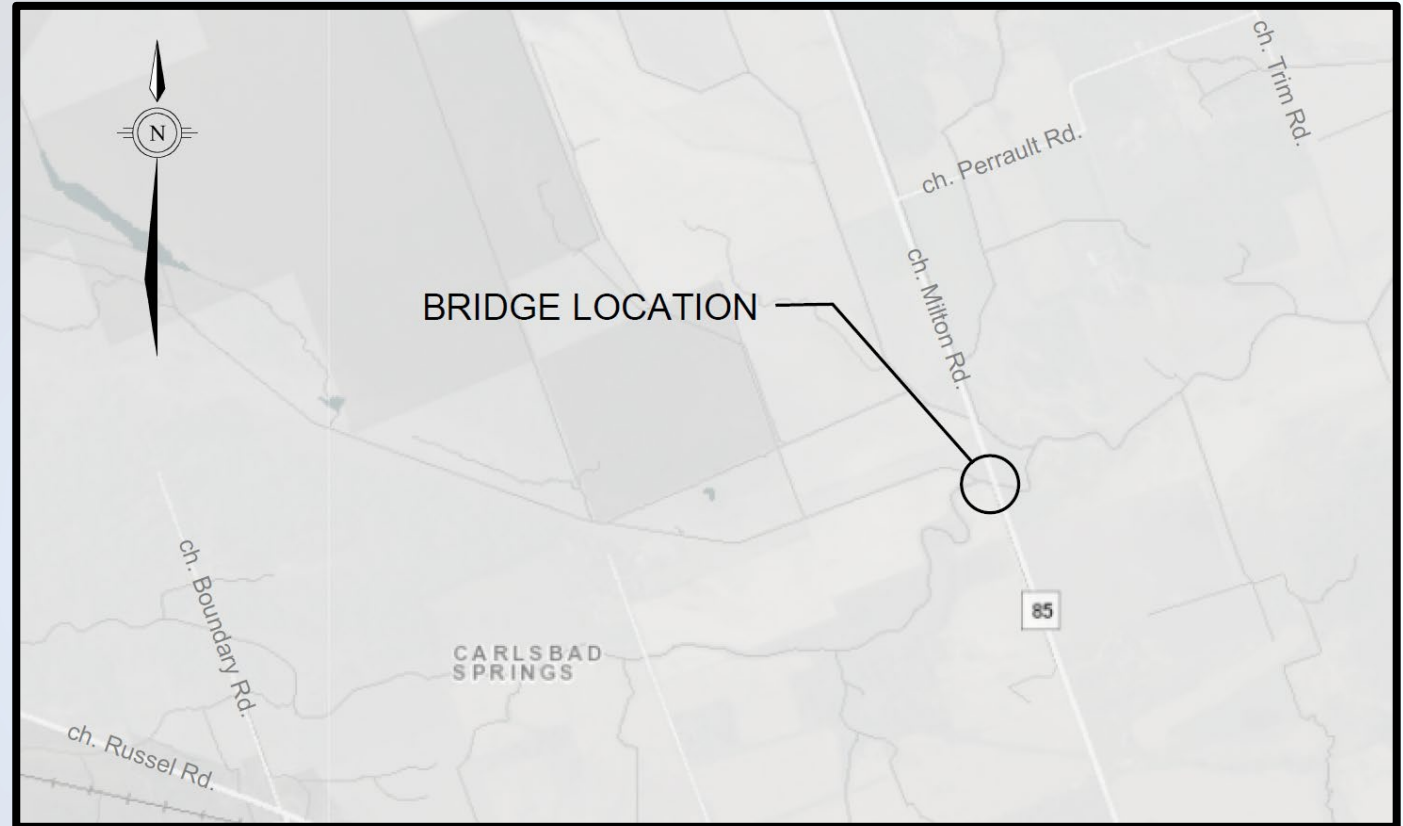 ch. Trim Rd.
N
ch. Perrault Rd.
ch. Milton Rd.
BRIDGE LOCATION
ch. Boundary Rd.
85
CARLSBAD
SPRINGS
ch. Russel Rd.